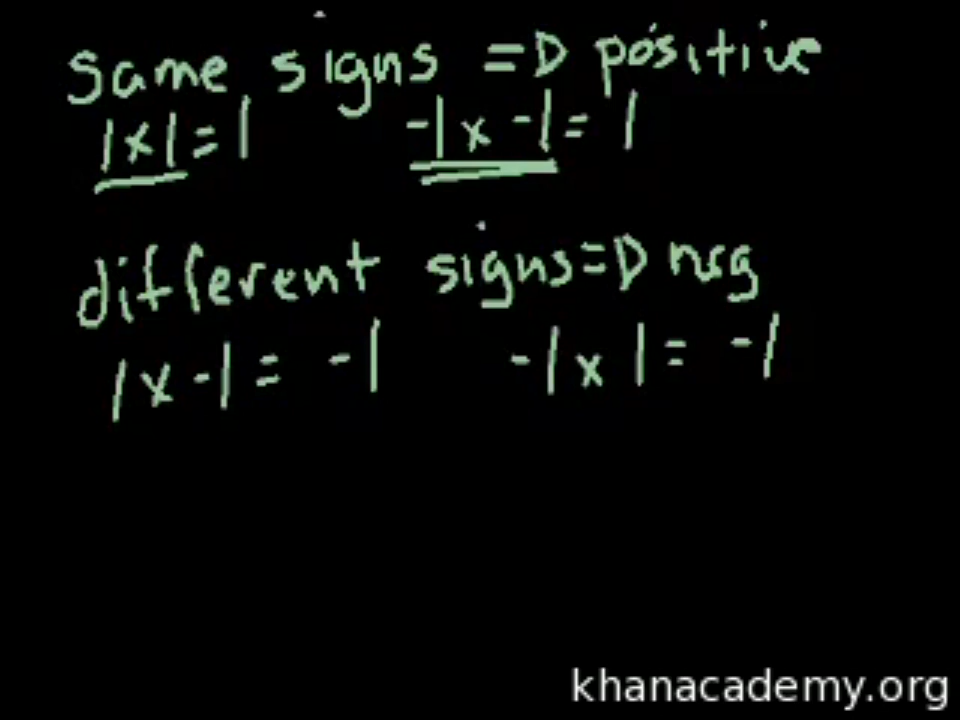 same signs => positive
1x1=1 -1x-1=1
different signs=> neg
1x-1=-1 -1x1=-1
khanacademy.org